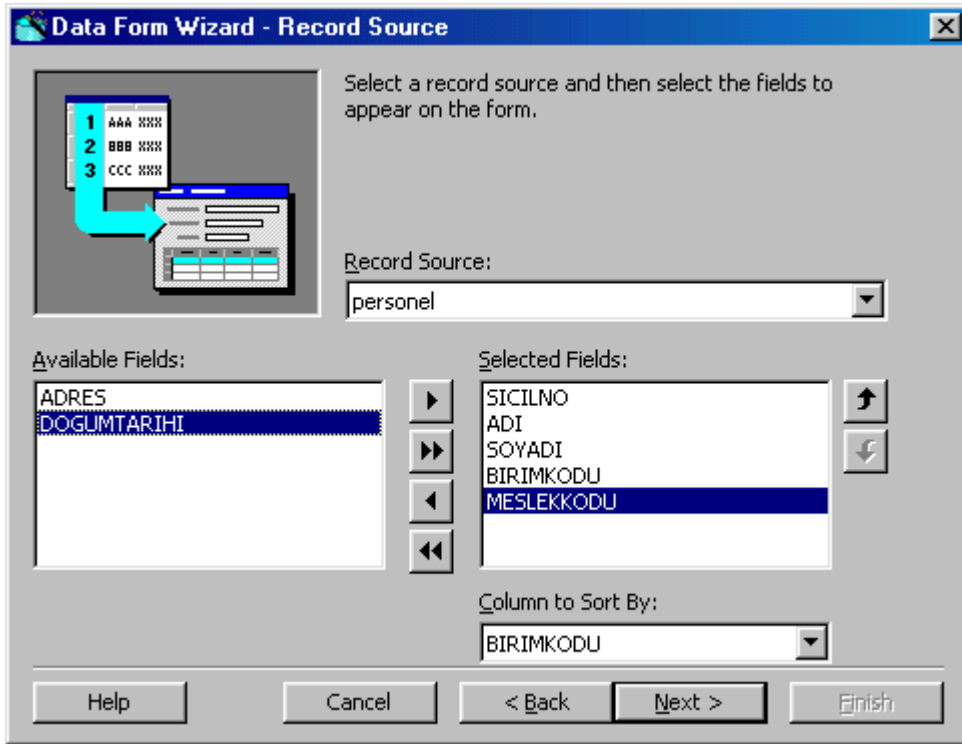 Data Form Wizard - Record Source
Select a record source and then select the fields to
appear on the form.
1 AAA XXX
2 BBB XXX
3 CCC XXX
Record Source:
personel
Available Fields:
ADRES
DOGUMTARIHI
Selected Fields:
SICILNO
ADI
SOYADI
BIRIMKODU
MESLEKKODU
Column to Sort By:
BIRIMKODU
Help Cancel < Back Next > Finish